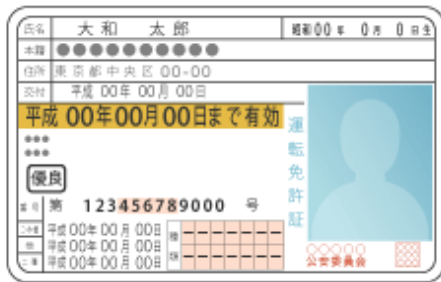 氏名 大和 太郎 昭和00年 0月 0日生
本籍 ●●●●●●●●●●
住所 東京都中央区 00-00
交付 平成 00年 00月 00日
平成 00年00月00日まで有効
●●●
●●●
優良
運転免許証
番号 第 123456789000 号
平成00年 00月 00日
他 平成00年 00月 00日
平成00年 00月 00日
種類
○○○○○
公安委員会